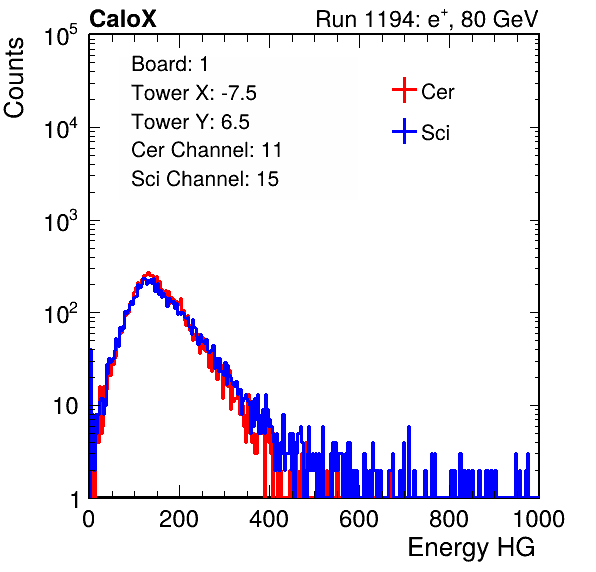 CaloX Run 1194: e⁺, 80 GeV
Counts
10⁵
10⁴
10³
10²
10
1
Board: 1
Tower X: -7.5
Tower Y: 6.5
Cer Channel: 11
Sci Channel: 15
Cer
Sci
0 200 400 600 800 1000
Energy HG